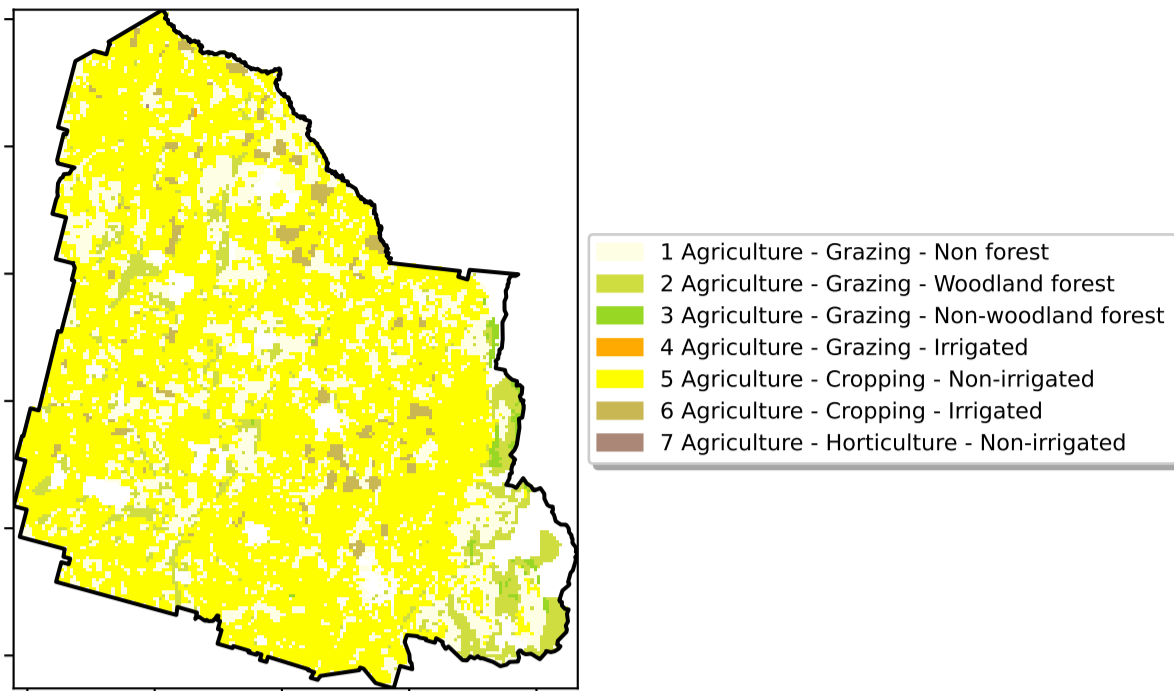 1 Agriculture - Grazing - Non forest
2 Agriculture - Grazing - Woodland forest
3 Agriculture - Grazing - Non-woodland forest
4 Agriculture - Grazing - Irrigated
5 Agriculture - Cropping - Non-irrigated
6 Agriculture - Cropping - Irrigated
7 Agriculture - Horticulture - Non-irrigated